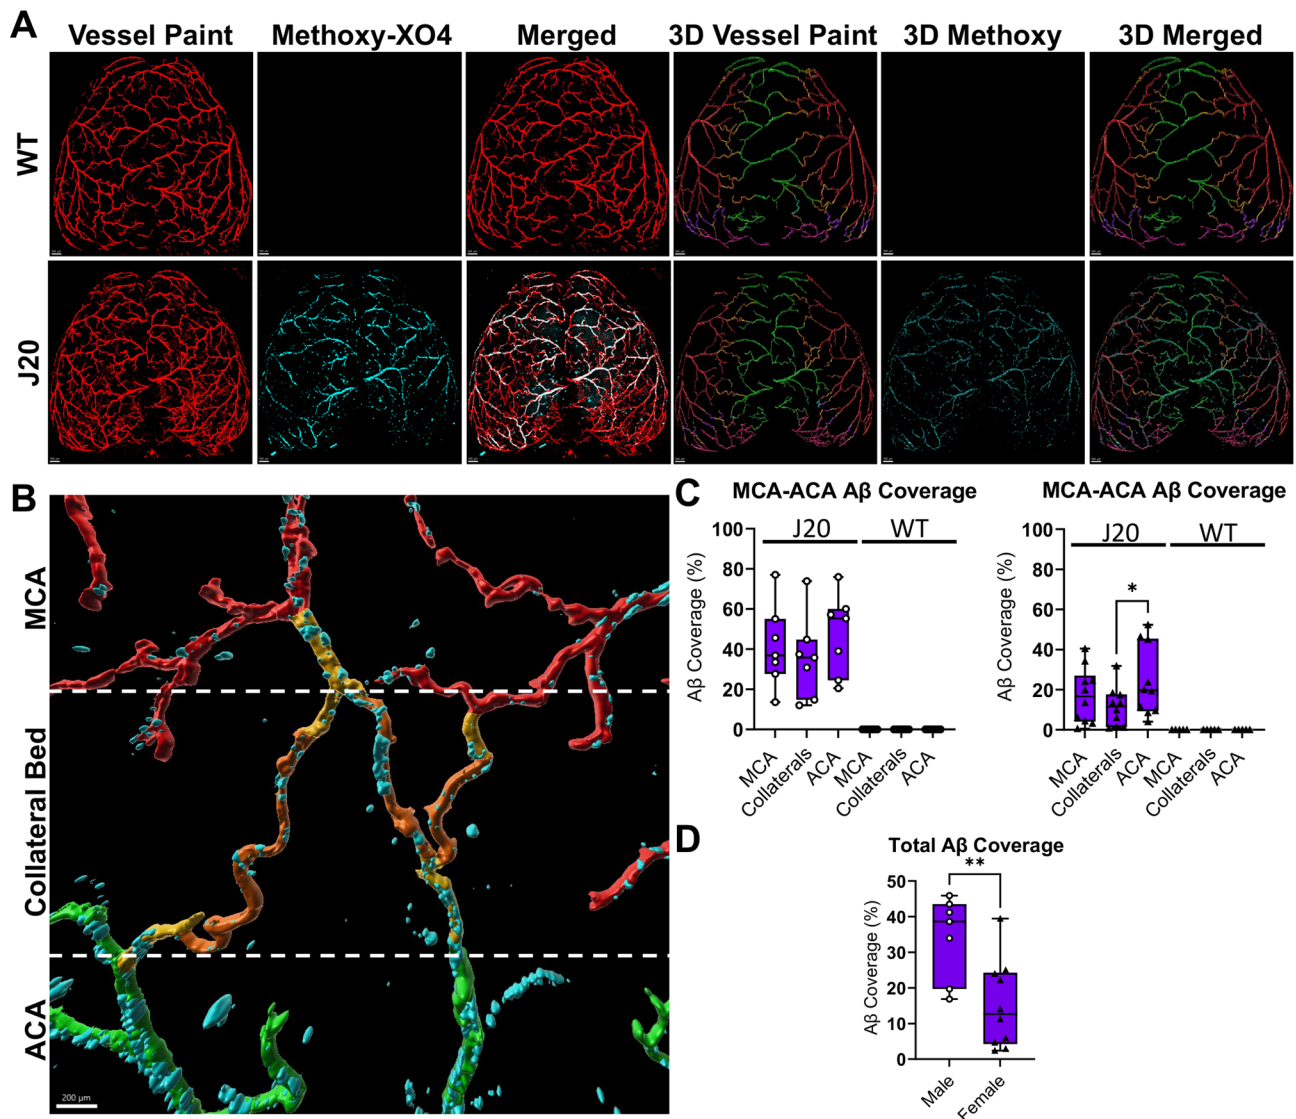 A
Vessel Paint Methoxy-XO4 Merged 3D Vessel Paint 3D Methoxy 3D Merged
WT
J20
B
MCA
Collateral Bed
ACA
200 µm
C
MCA-ACA Aβ Coverage
Aβ Coverage (%)
100
80
60
40
20
0
J20 WT
MCA Collaterals ACA MCA Collaterals ACA
MCA-ACA Aβ Coverage
Aβ Coverage (%)
100
80
60
40
20
0
J20 WT
*
MCA Collaterals ACA MCA Collaterals ACA
D
Total Aβ Coverage
**
Aβ Coverage (%)
50
40
30
20
10
0
Male Female